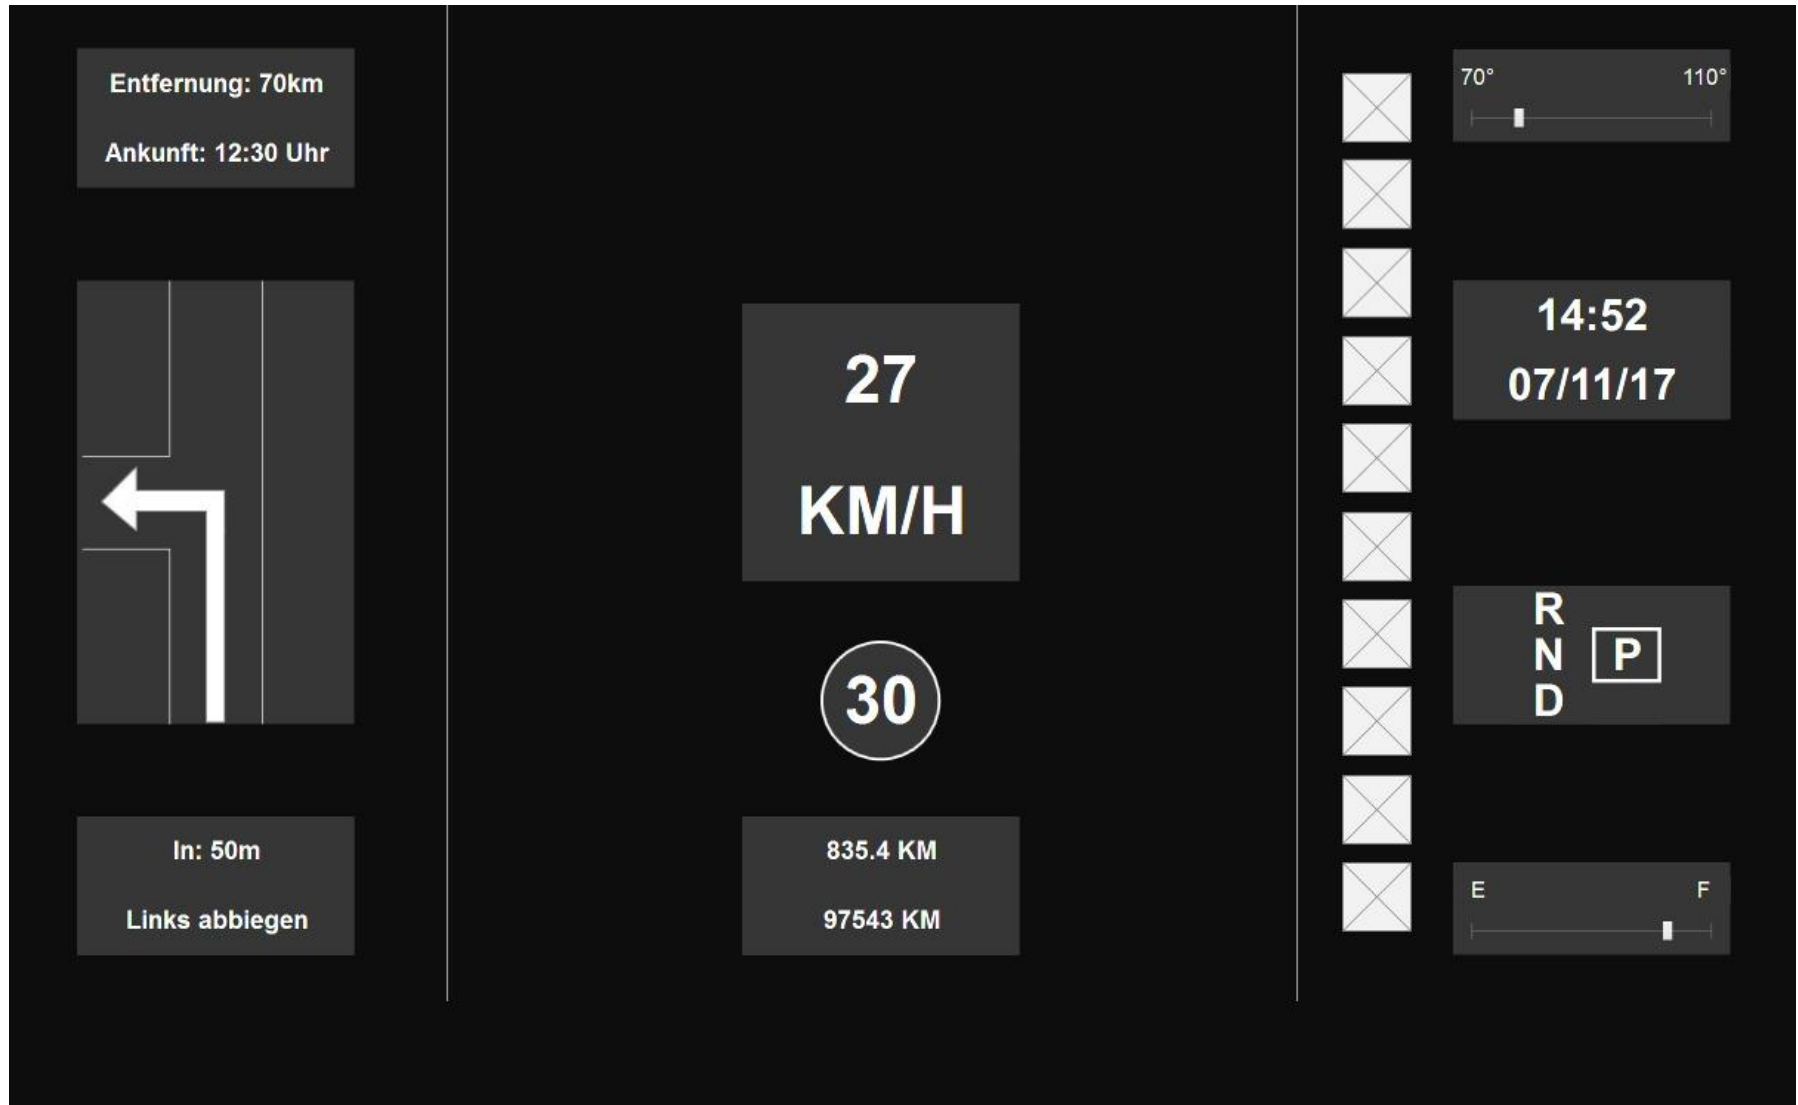 Entfernung: 70km
Ankunft: 12:30 Uhr
In: 50m
Links abbiegen
27
KM/H
30
835.4 KM
97543 KM
70° 110°
14:52
07/11/17
R
N P
D
E F